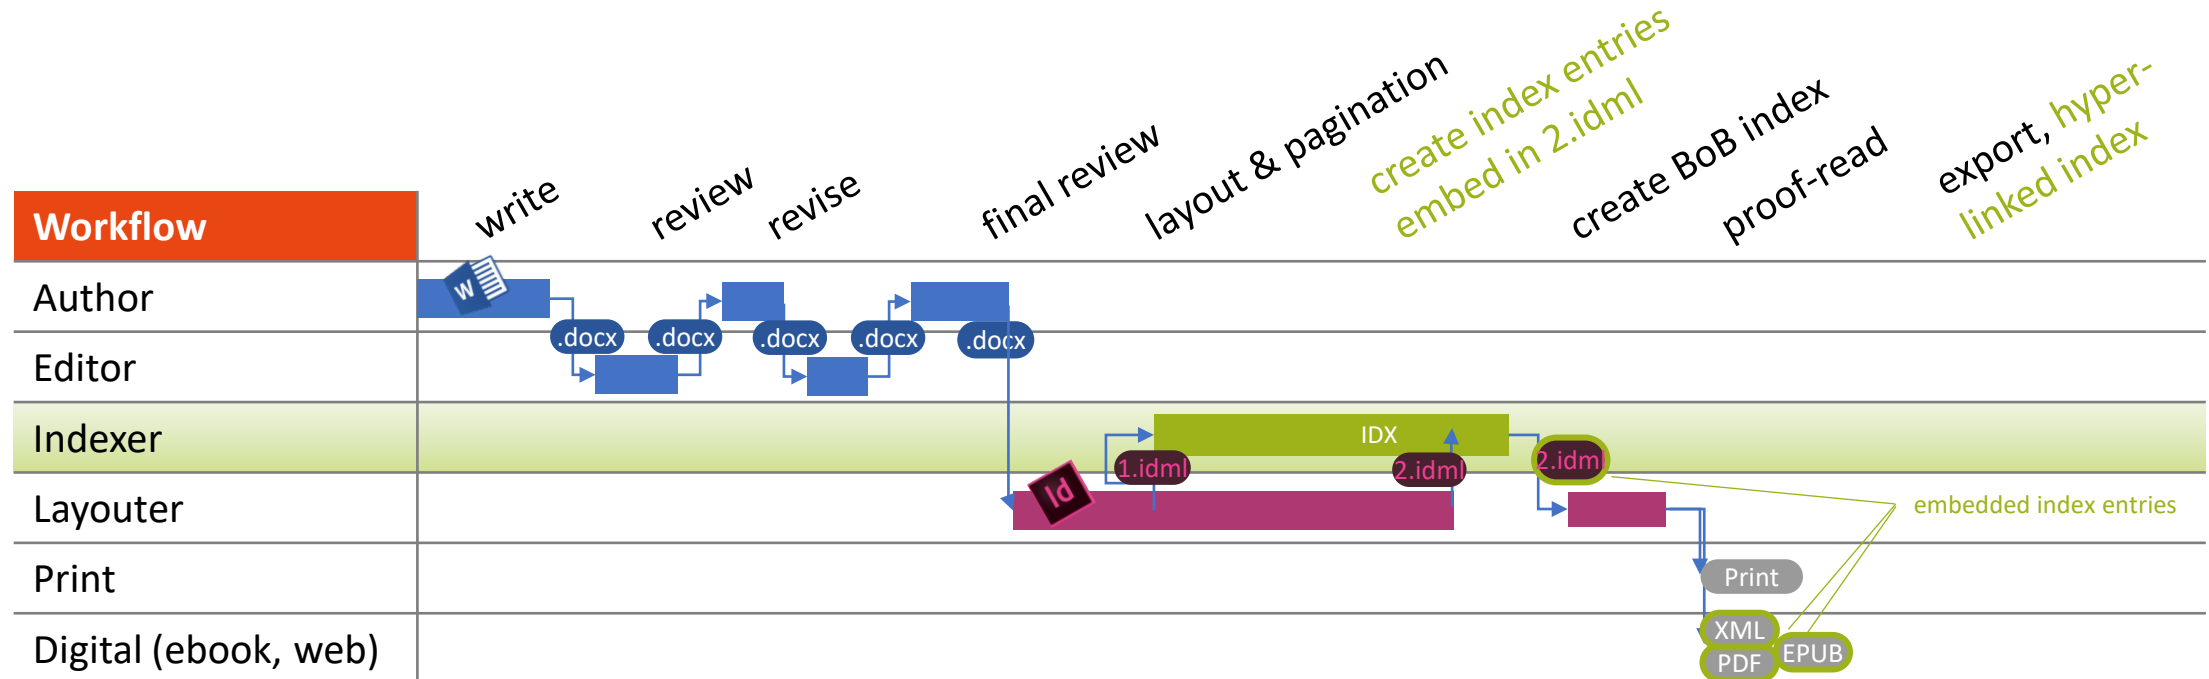 write
review
revise
final review
layout & pagination
create index entries
embed in 2.idml
create BoB index
proof-read
export, hyper-
linked index
Workflow
Author
W
.docx
.docx
.docx
.docx
.docx
Editor
Indexer
IDX
1.idml
2.idml
2.idml
Id
Layouter
embedded index entries
Print
Print
Digital (ebook, web)
XML
PDF
EPUB